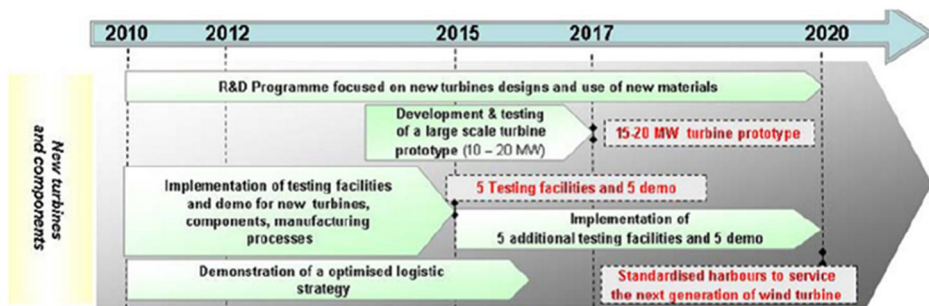 2010 2012 2015 2017 2020
New turbines
and components
R&D Programme focused on new turbines designs and use of new materials
Development & testing
of a large scale turbine
prototype (10 – 20 MW)
15-20 MW turbine prototype
Implementation of testing facilities
and demo for new turbines,
components, manufacturing
processes
5 Testing facilities and 5 demo
Implementation of
5 additional testing facilities and 5 demo
Demonstration of a optimised logistic
strategy
Standardised harbours to service
the next generation of wind turbine